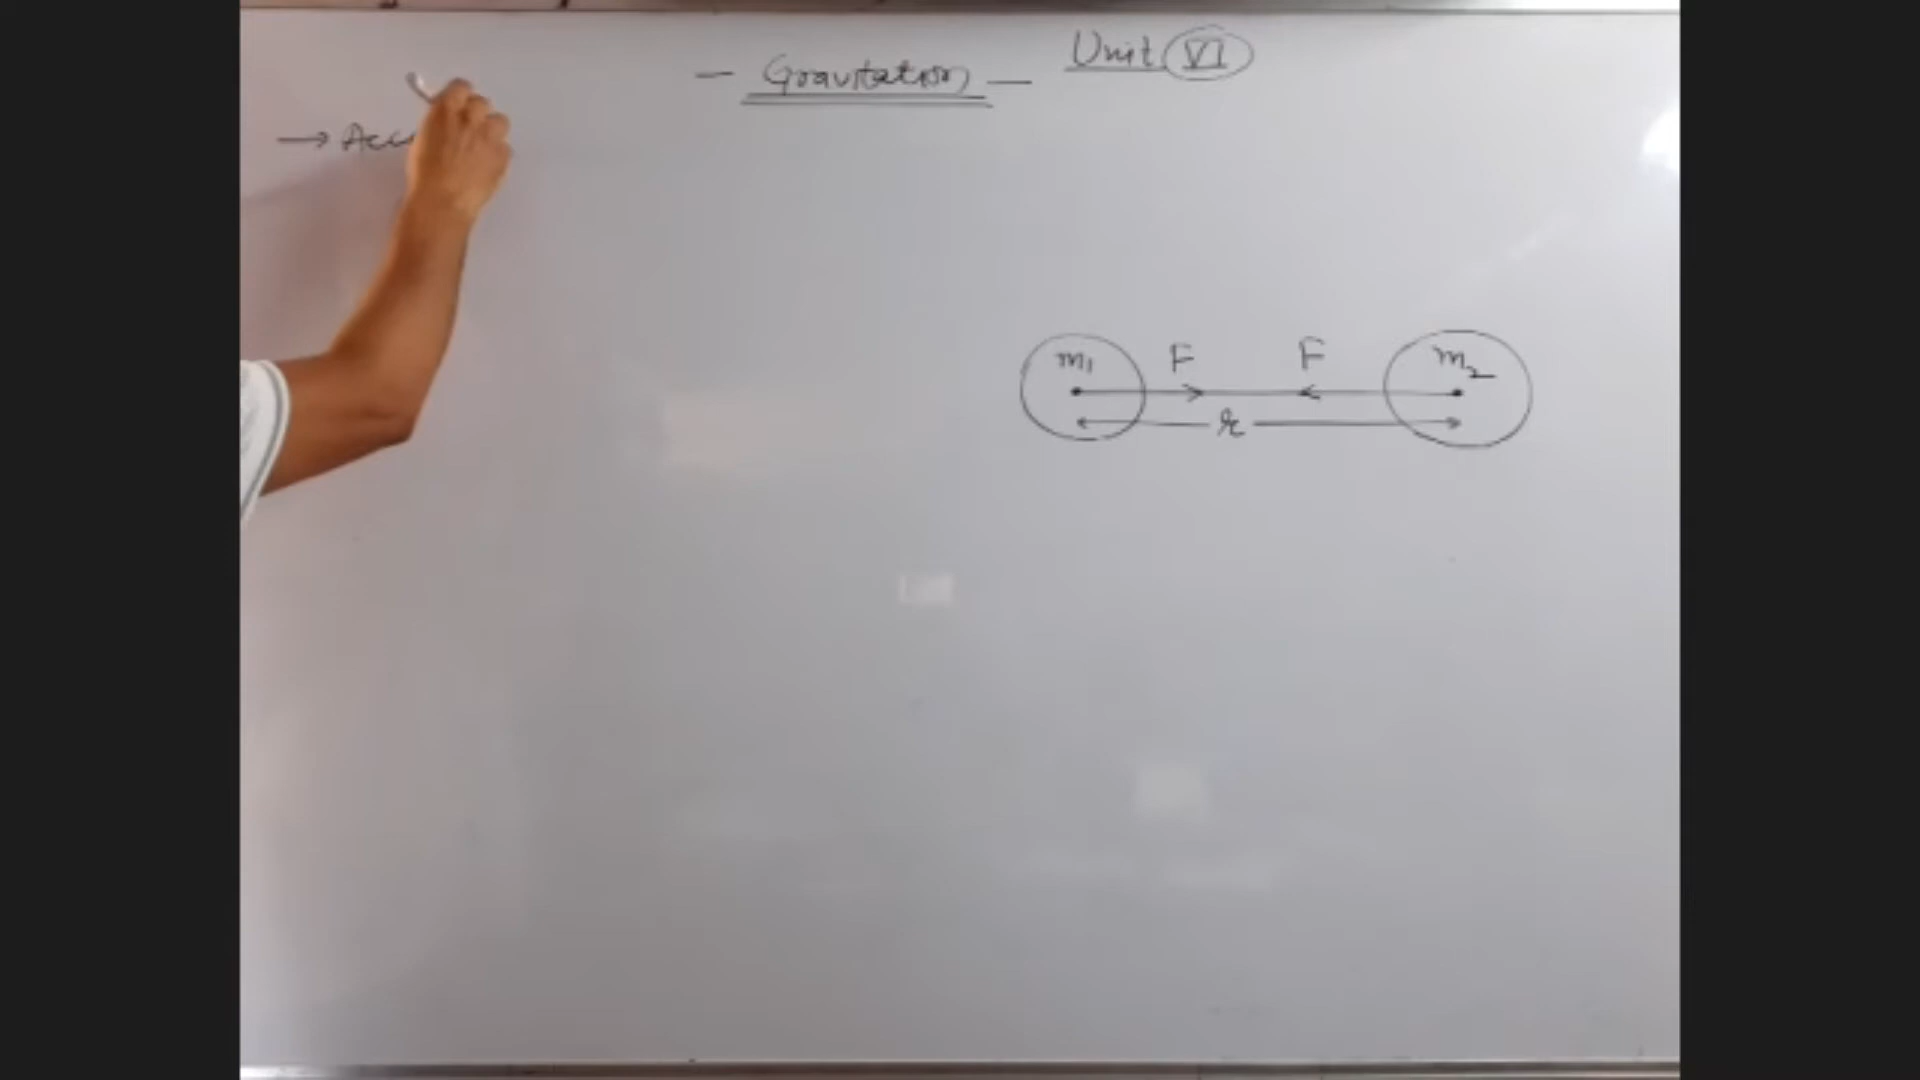 Unit VI
- Gravitation -
→ Acc
m1 F F m2
r